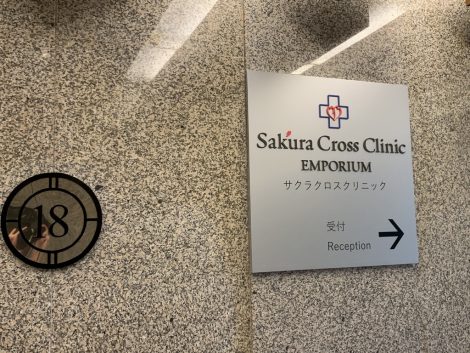 18
Sakura Cross Clinic
EMPORIUM
サクラクロスクリニック
受付
Reception